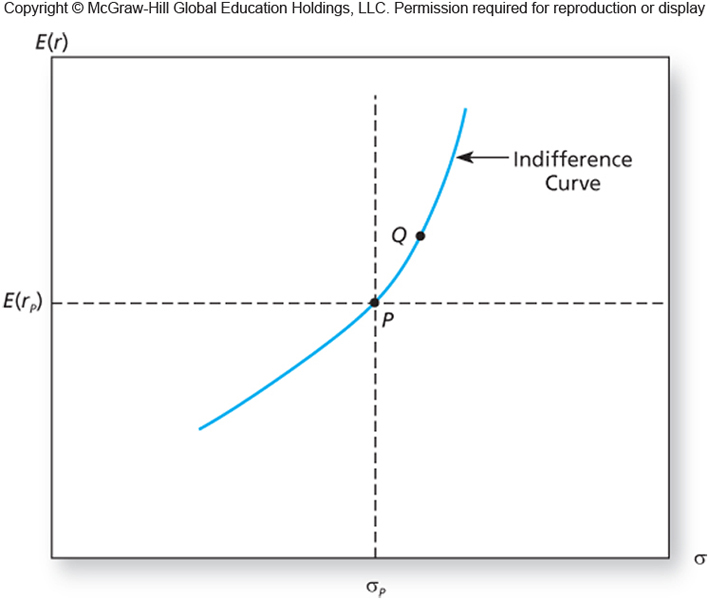 Copyright © McGraw-Hill Global Education Holdings, LLC. Permission required for reproduction or display
E(r)
Indifference
Curve
Q
E(rₚ)
P
σ
σₚ